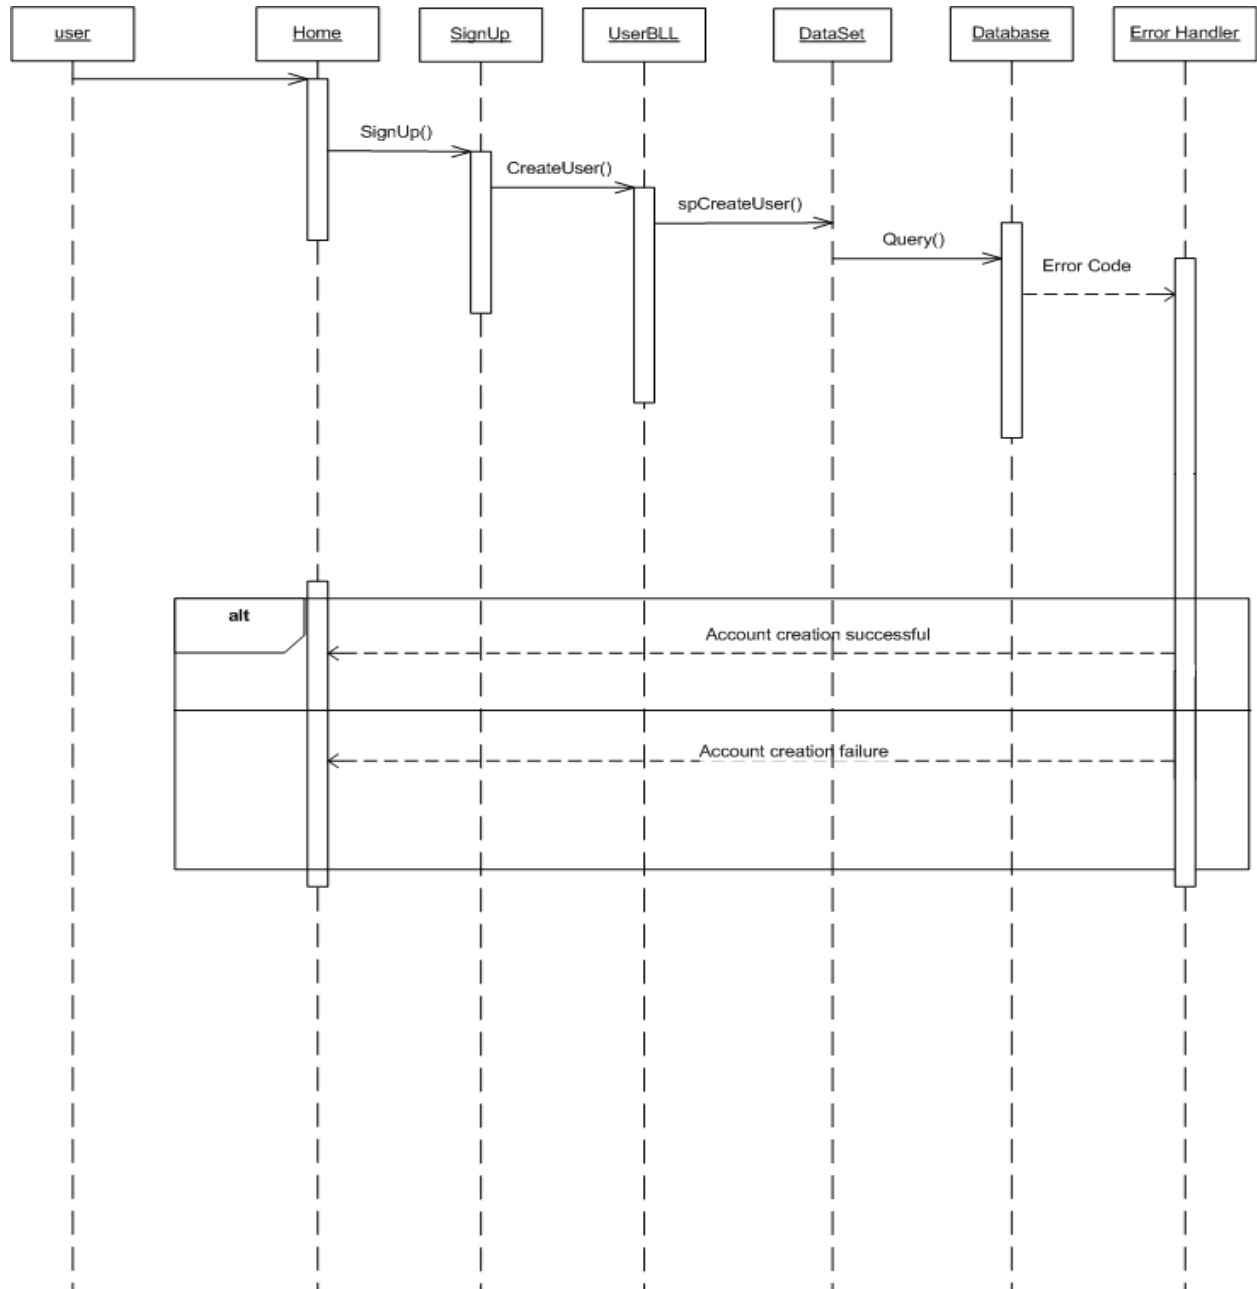 user
Home
SignUp
UserBLL
DataSet
Database
Error Handler
SignUp()
CreateUser()
spCreateUser()
Query()
Error Code
alt
Account creation successful
Account creation failure